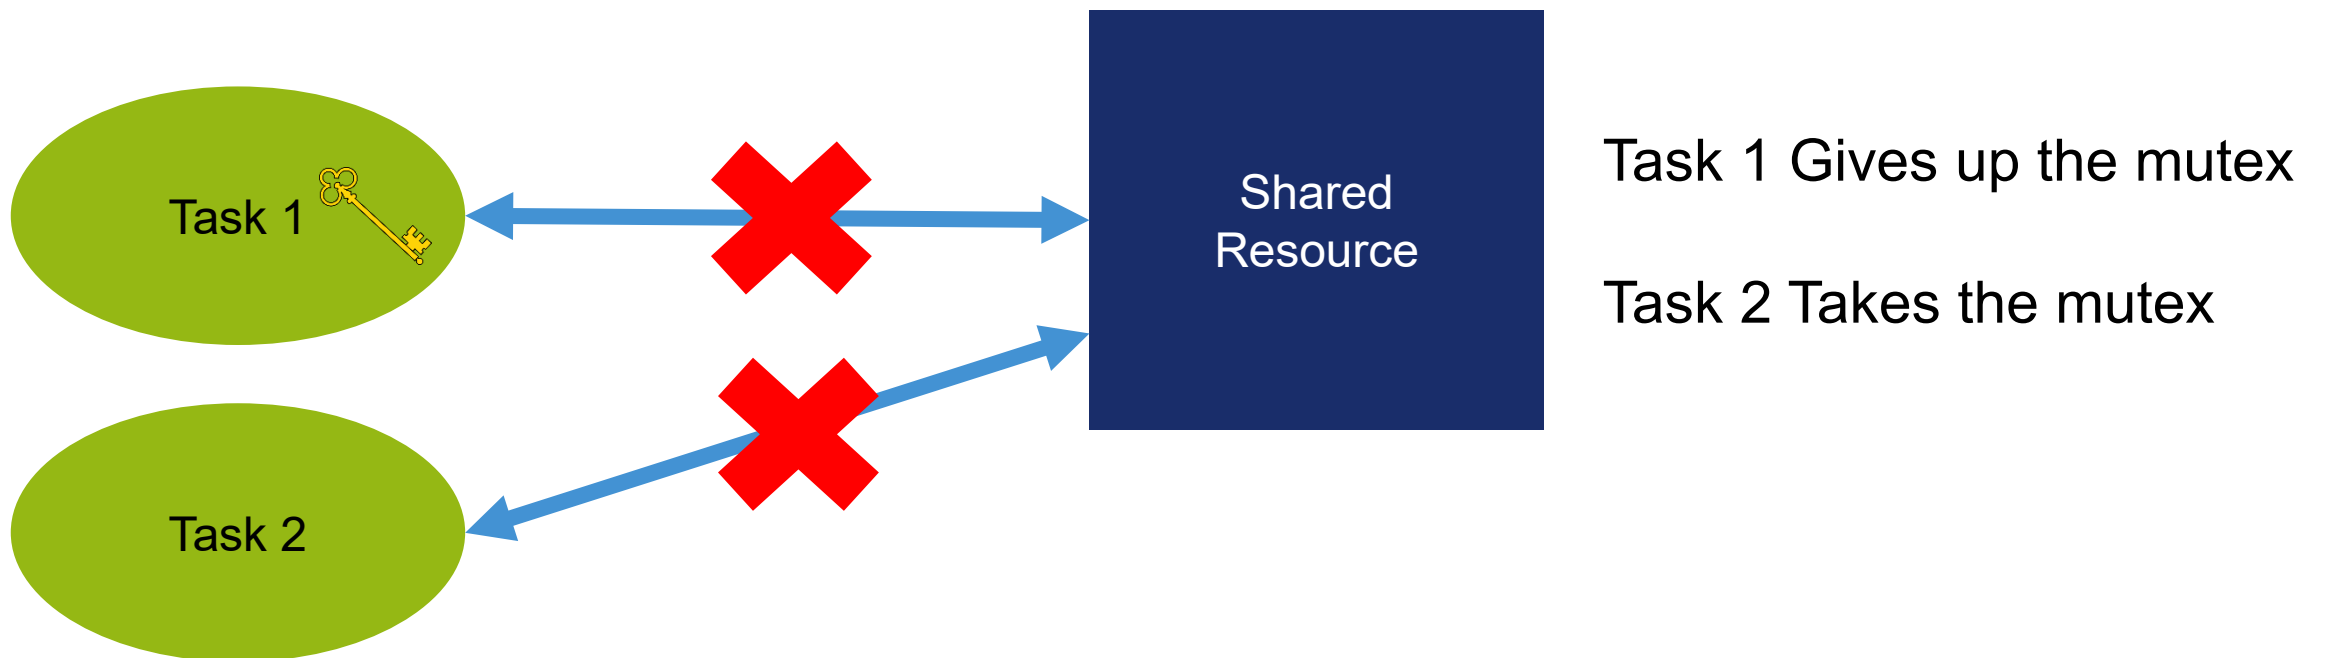 Task 1
Shared
Resource
Task 1 Gives up the mutex
Task 2 Takes the mutex
Task 2